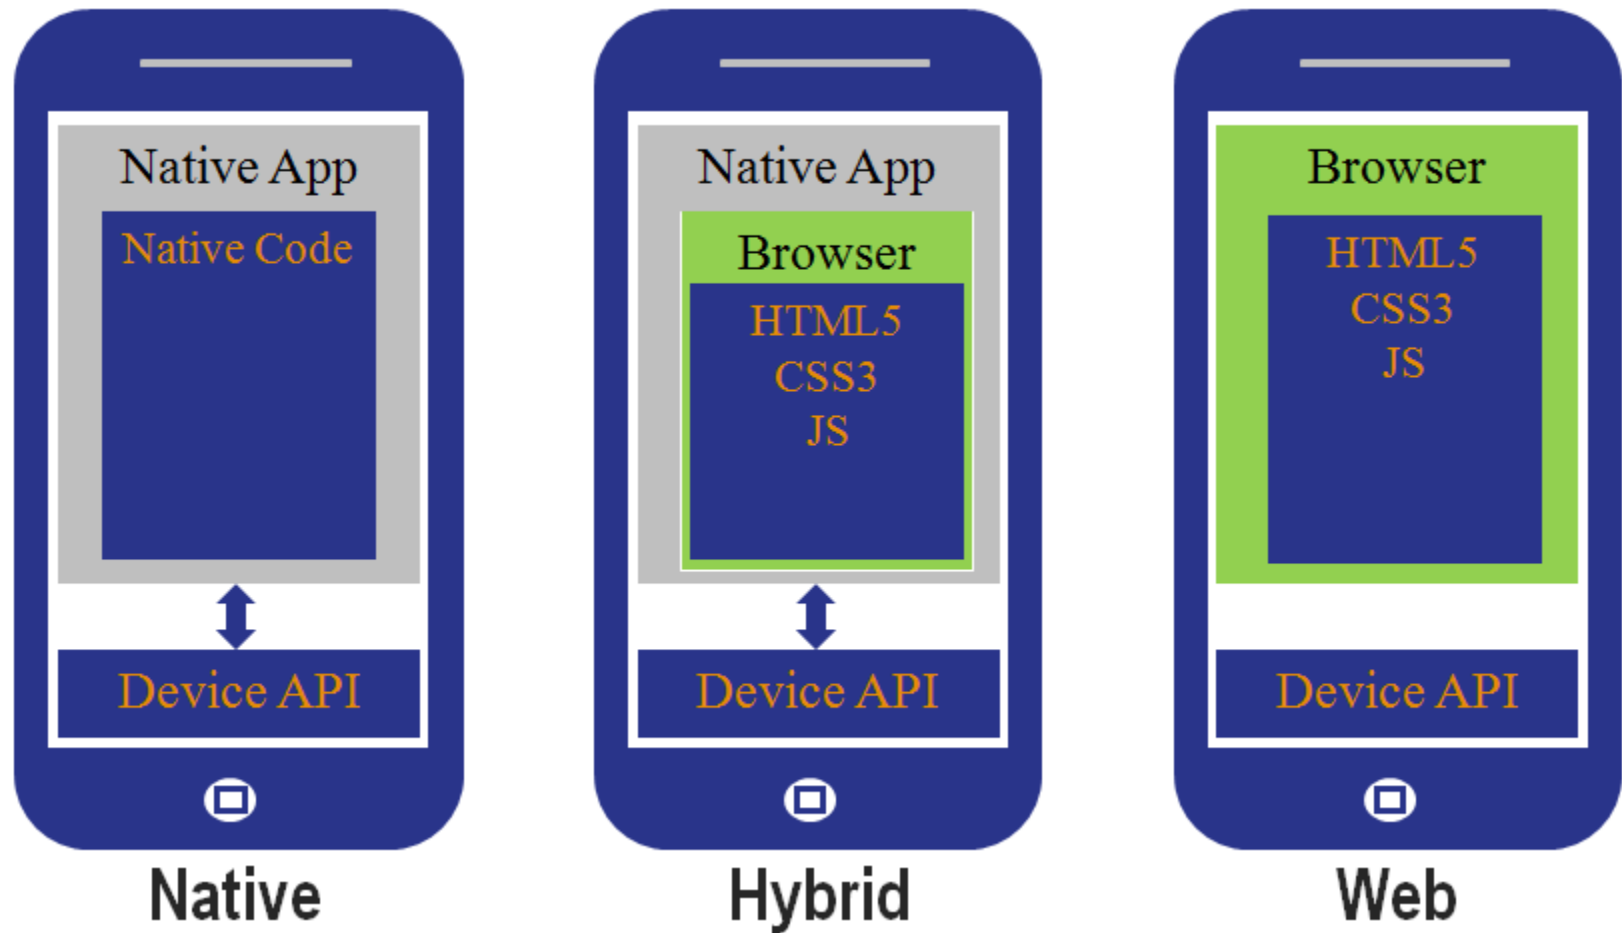 Native App
Native Code
Device API
Native
Native App
Browser
HTML5
CSS3
JS
Device API
Hybrid
Browser
HTML5
CSS3
JS
Device API
Web